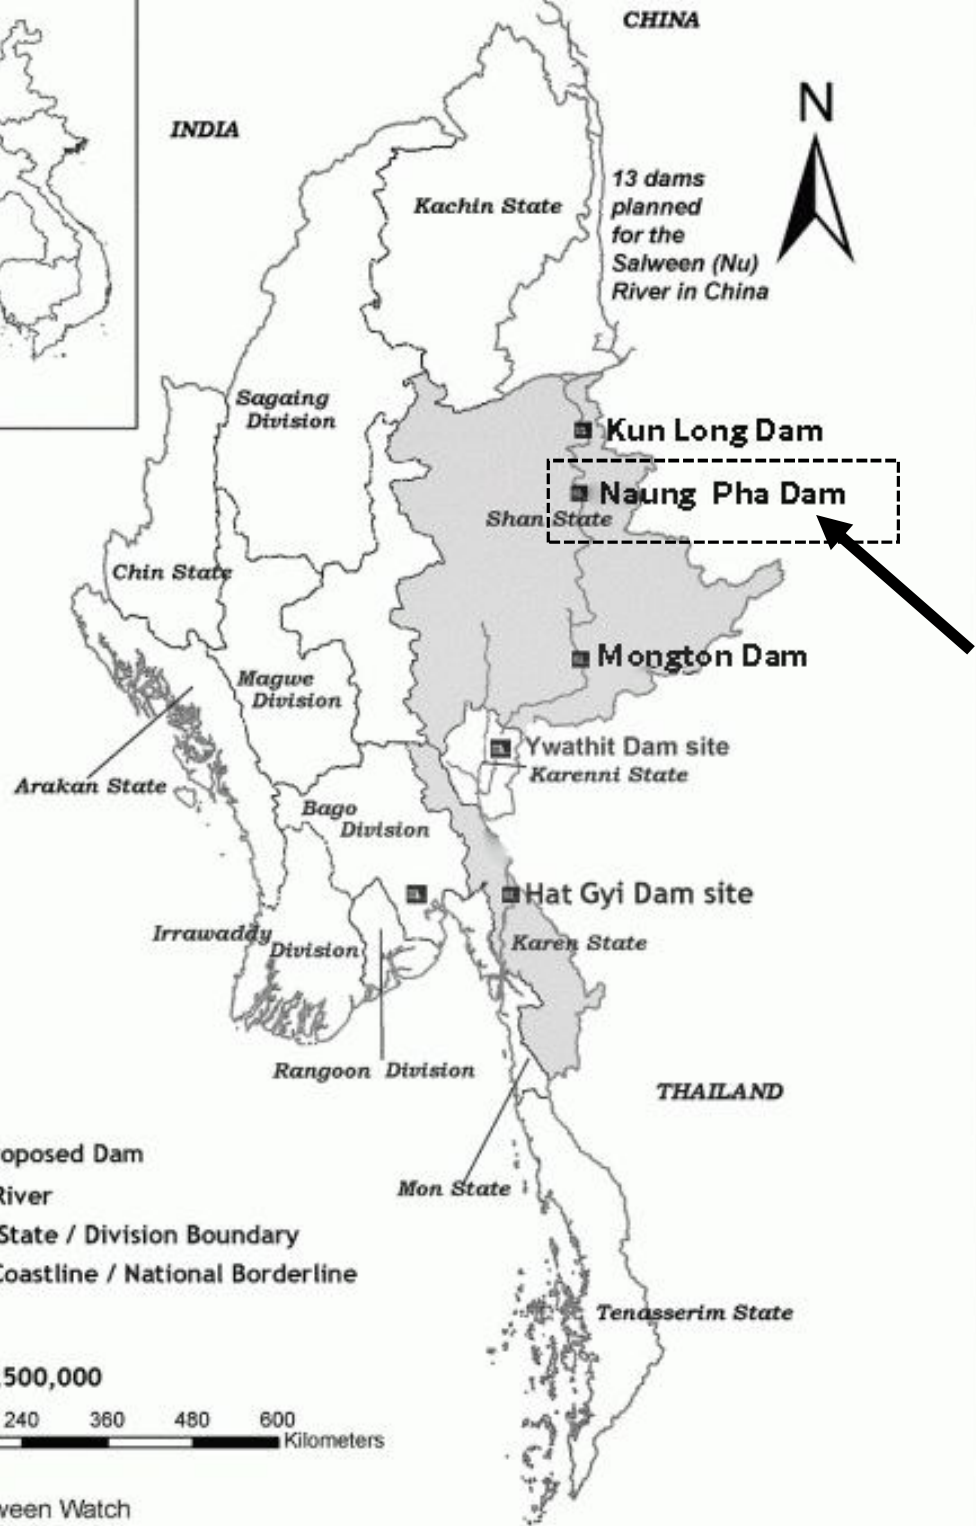 CHINA
N
INDIA
13 dams
planned
for the
Salween (Nu)
River in China
Kachin State
Sagaing
Division
Kun Long Dam
Naung Pha Dam
Shan State
Chin State
Mongton Dam
Magwe
Division
Ywathit Dam site
Karenni State
Arakan State
Bago
Division
Hat Gyi Dam site
Irrawaddy
Division
Karen State
Rangoon Division
THAILAND
oposed Dam
Mon State
River
State / Division Boundary
Coastline / National Borderline
Tenasserim State
,500,000
240 360 480 600
Kilometers
ween Watch